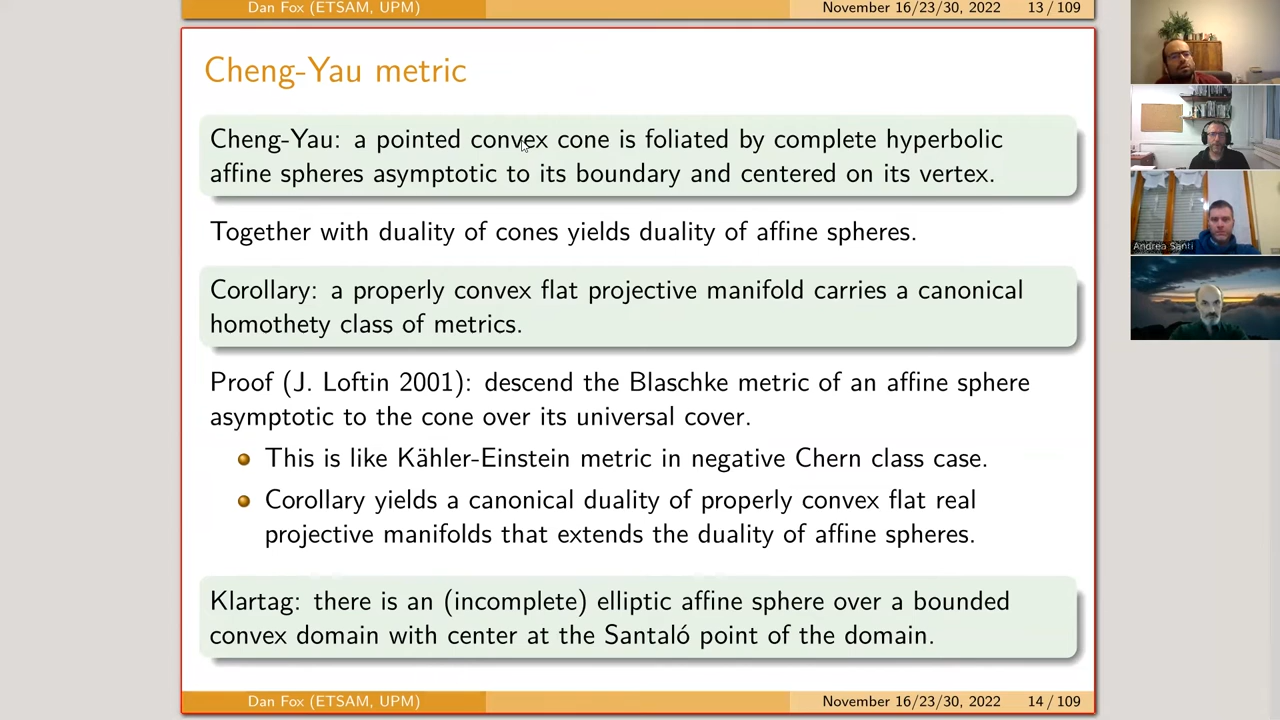 Dan Fox (ETSAM, UPM) November 16/23/30, 2022 13 / 109
Cheng-Yau metric
Cheng-Yau: a pointed convex cone is foliated by complete hyperbolic
affine spheres asymptotic to its boundary and centered on its vertex.
Together with duality of cones yields duality of affine spheres.
Corollary: a properly convex flat projective manifold carries a canonical
homothety class of metrics.
Proof (J. Loftin 2001): descend the Blaschke metric of an affine sphere
asymptotic to the cone over its universal cover.
This is like Kähler-Einstein metric in negative Chern class case.
Corollary yields a canonical duality of properly convex flat real
projective manifolds that extends the duality of affine spheres.
Klartag: there is an (incomplete) elliptic affine sphere over a bounded
convex domain with center at the Santaló point of the domain.
Dan Fox (ETSAM, UPM) November 16/23/30, 2022 14 / 109
Andrea Santi